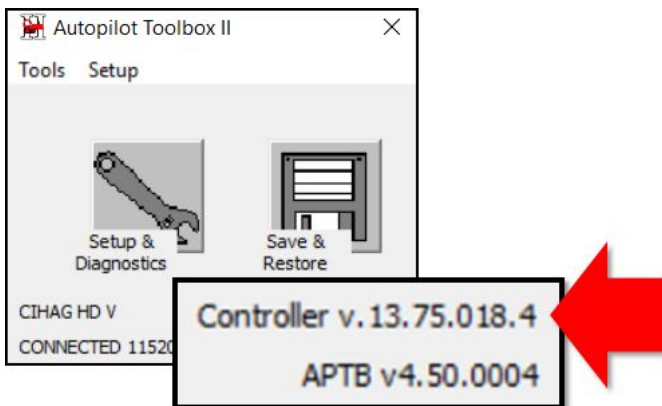 Autopilot Toolbox II
Tools Setup
Setup &
Diagnostics
Save &
Restore
CIHAG HD V
CONNECTED 11520
Controller v.13.75.018.4
APTB v4.50.0004